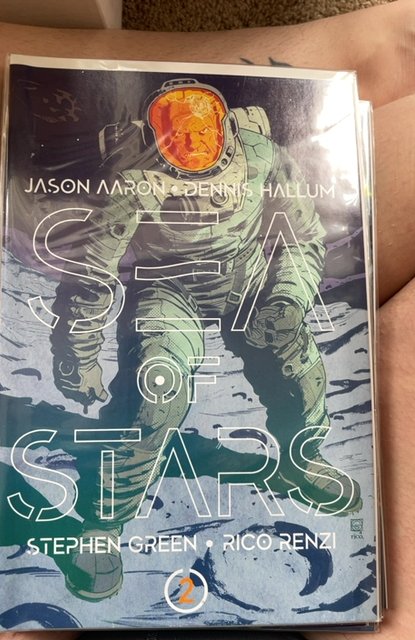 JASON AARON • DENNIS HALLUM
SEA
OF
STARS
STEPHEN GREEN • RICO RENZI
2